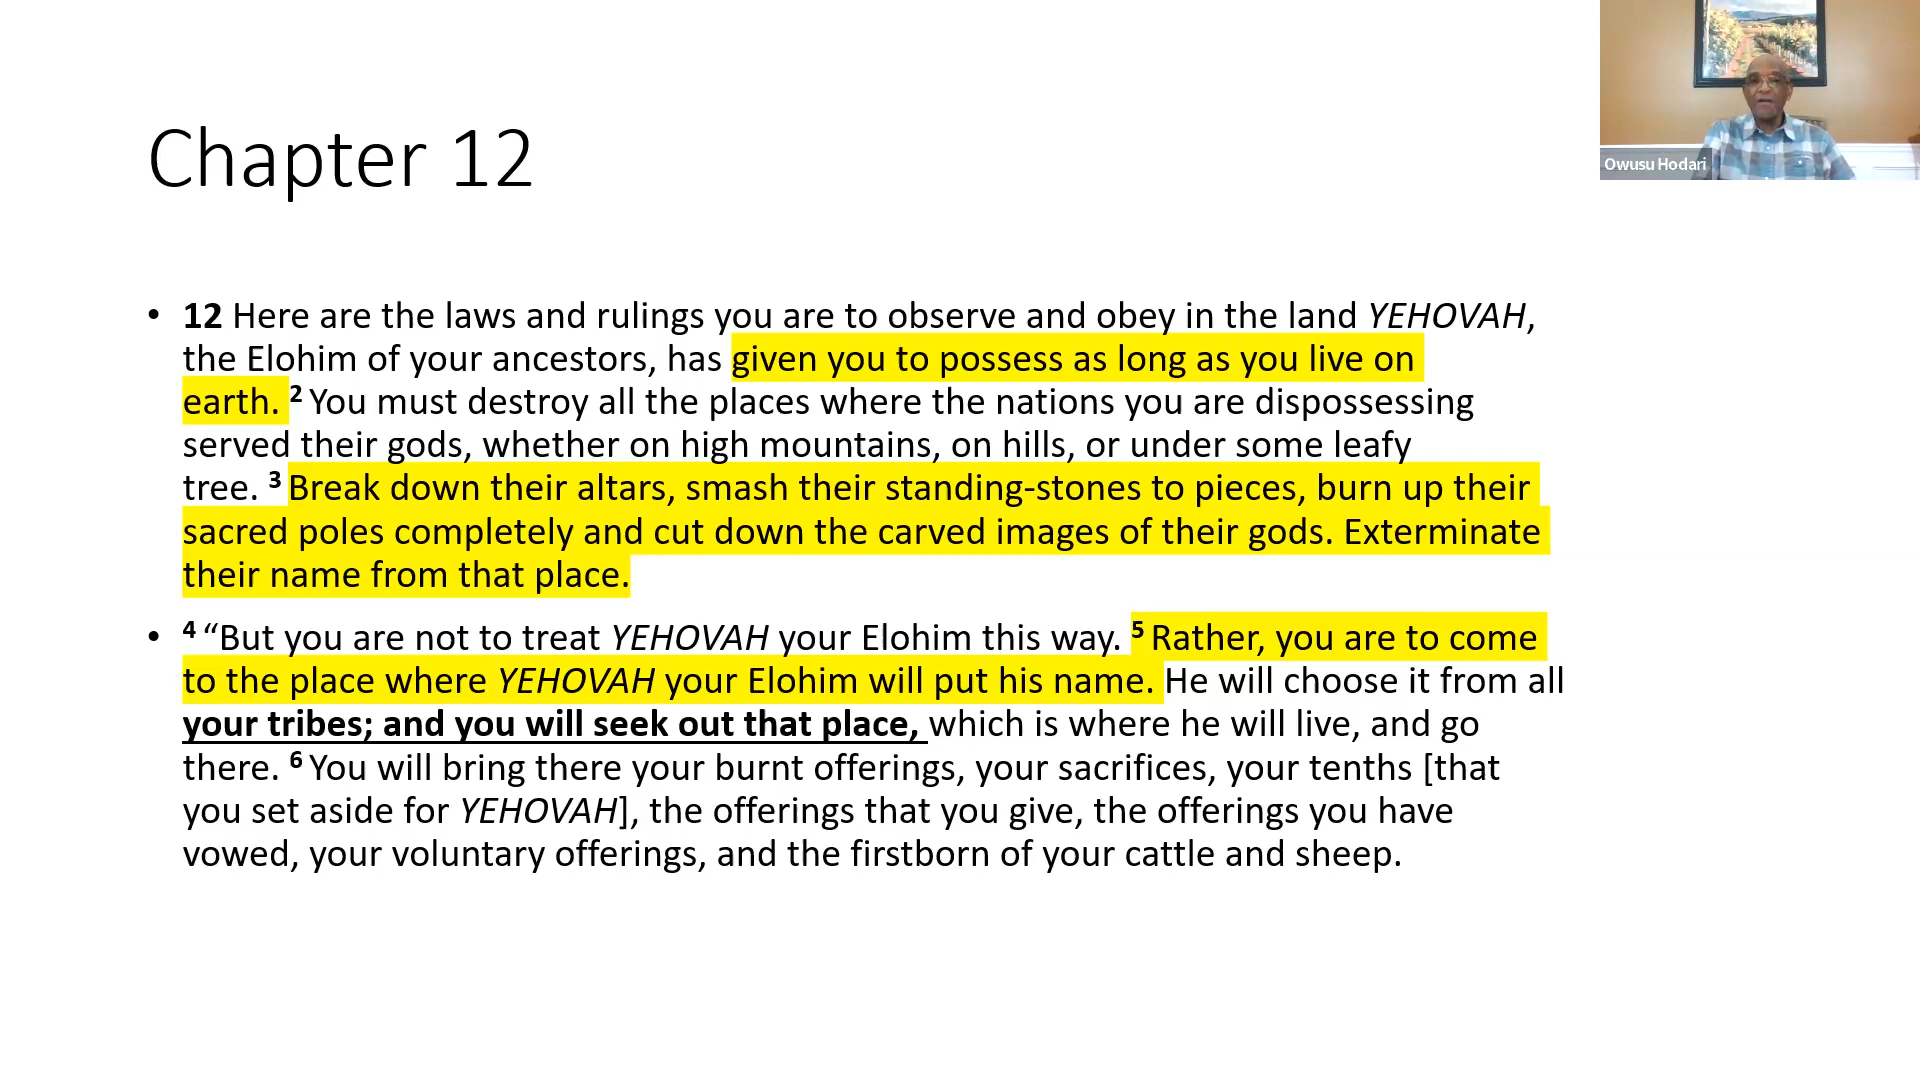 Chapter 12
Owusu Hodari
• 12 Here are the laws and rulings you are to observe and obey in the land YEHOVAH,
the Elohim of your ancestors, has given you to possess as long as you live on
earth. 2 You must destroy all the places where the nations you are dispossessing
served their gods, whether on high mountains, on hills, or under some leafy
tree. 3 Break down their altars, smash their standing-stones to pieces, burn up their
sacred poles completely and cut down the carved images of their gods. Exterminate
their name from that place.
• 4 “But you are not to treat YEHOVAH your Elohim this way. 5 Rather, you are to come
to the place where YEHOVAH your Elohim will put his name. He will choose it from all
your tribes; and you will seek out that place, which is where he will live, and go
there. 6 You will bring there your burnt offerings, your sacrifices, your tenths [that
you set aside for YEHOVAH], the offerings that you give, the offerings you have
vowed, your voluntary offerings, and the firstborn of your cattle and sheep.